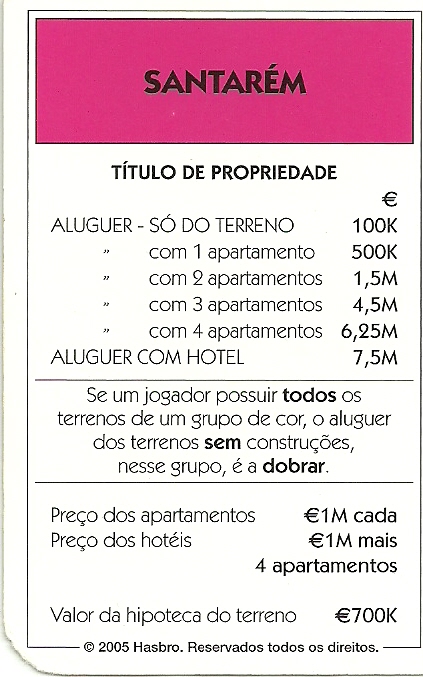 SANTARÉM
TÍTULO DE PROPRIEDADE
€
ALUGUER - SÓ DO TERRENO 100K
" com 1 apartamento 500K
" com 2 apartamentos 1,5M
" com 3 apartamentos 4,5M
" com 4 apartamentos 6,25M
ALUGUER COM HOTEL 7,5M
Se um jogador possuir todos os
terrenos de um grupo de cor, o aluguer
dos terrenos sem construções,
nesse grupo, é a dobrar.
Preço dos apartamentos €1M cada
Preço dos hotéis €1M mais
4 apartamentos
Valor da hipoteca do terreno €700K
© 2005 Hasbro. Reservados todos os direitos.